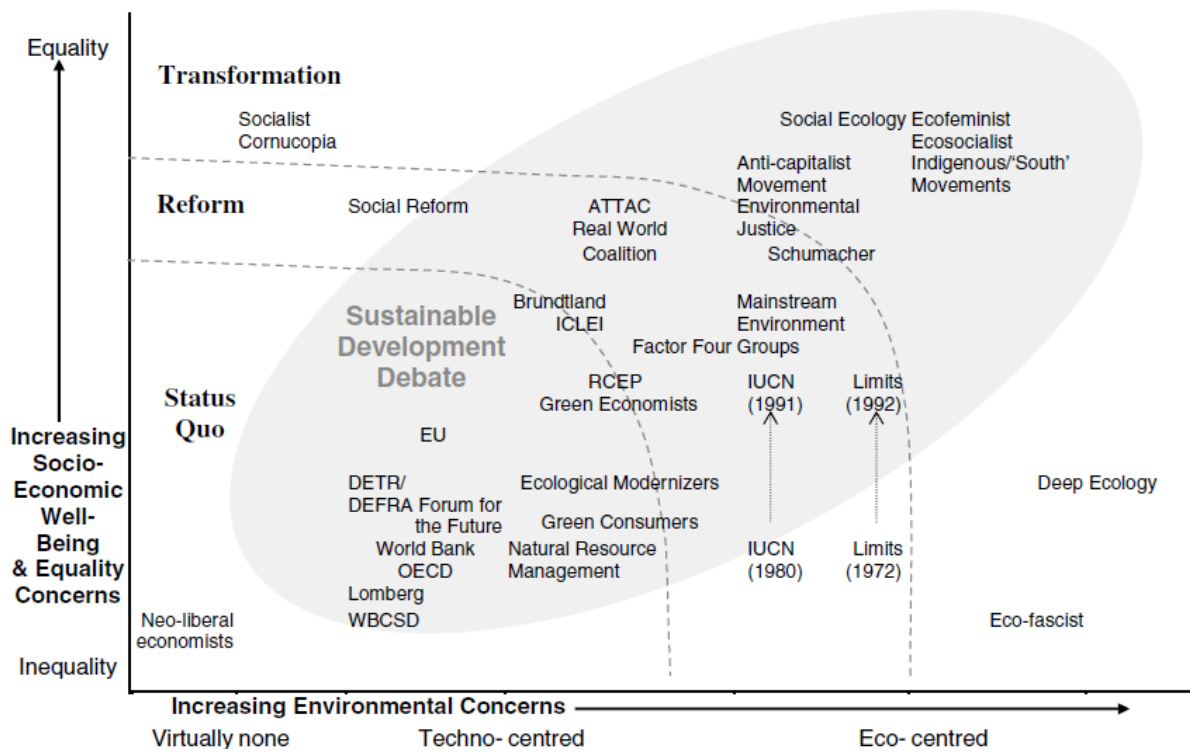 Equality
Transformation
Socialist
Cornucopia
Social Ecology Ecofeminist
Ecosocialist
Anti-capitalist Indigenous/‘South’
Movement Movements
Reform
Social Reform
ATTAC Environmental
Real World Justice
Coalition Schumacher
Brundtland Mainstream
ICLEI Environment
Sustainable
Development
Debate
Factor Four Groups
Status
Quo
RCEP IUCN Limits
Green Economists (1991) (1992)
EU
Increasing
Socio-
Economic
Well-
Being
& Equality
Concerns
DETR/ Ecological Modernizers Deep Ecology
DEFRA Forum for
the Future Green Consumers
World Bank Natural Resource IUCN Limits
OECD Management (1980) (1972)
Lomberg
Neo-liberal WBCSD Eco-fascist
economists
Inequality
Increasing Environmental Concerns
Virtually none Techno- centred Eco- centred